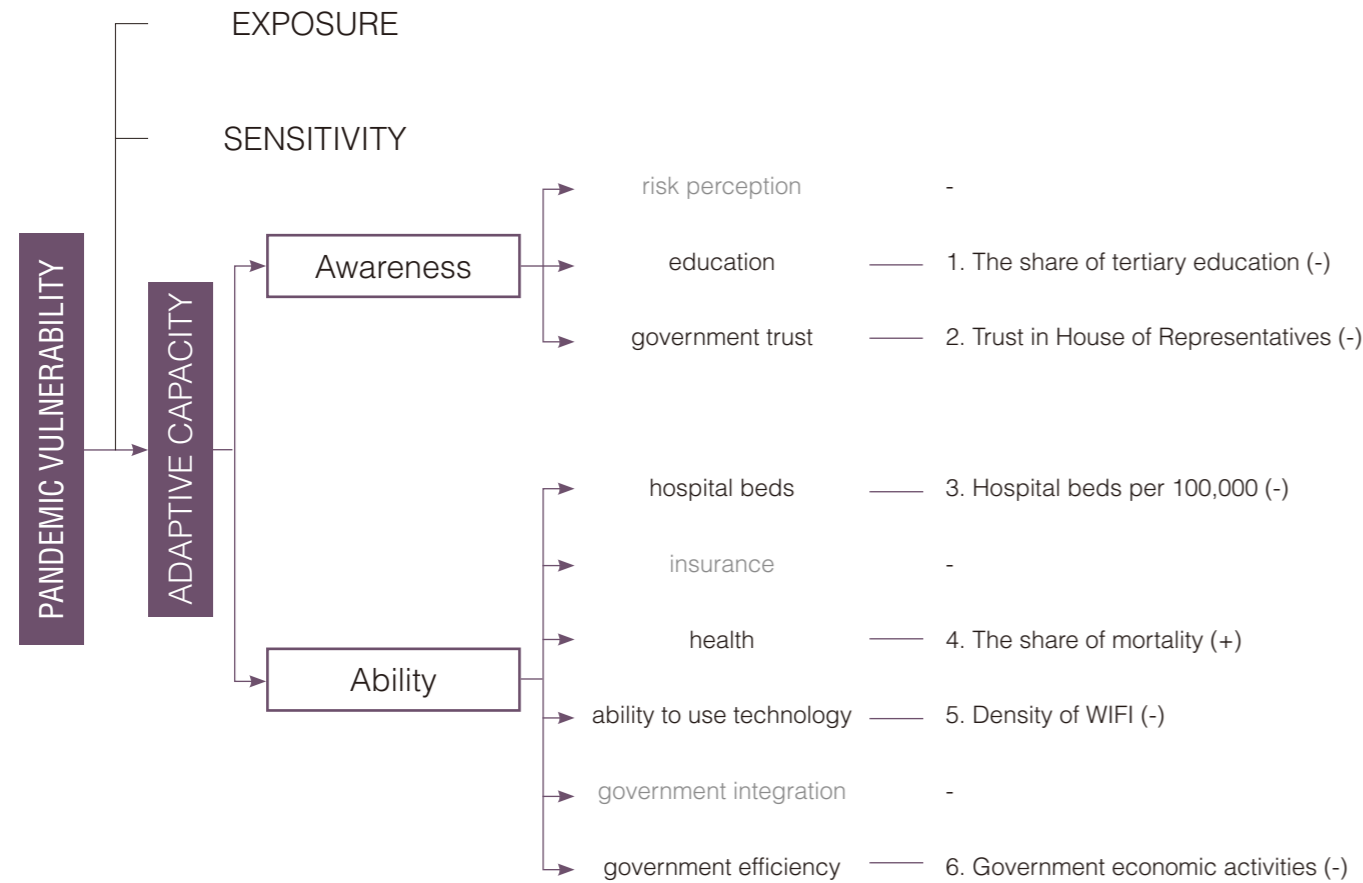 EXPOSURE
SENSITIVITY
PANDEMIC VULNERABILITY
ADAPTIVE CAPACITY
Awareness
risk perception -
education 1. The share of tertiary education (-)
government trust 2. Trust in House of Representatives (-)
Ability
hospital beds 3. Hospital beds per 100,000 (-)
insurance -
health 4. The share of mortality (+)
ability to use technology 5. Density of WIFI (-)
government integration -
government efficiency 6. Government economic activities (-)